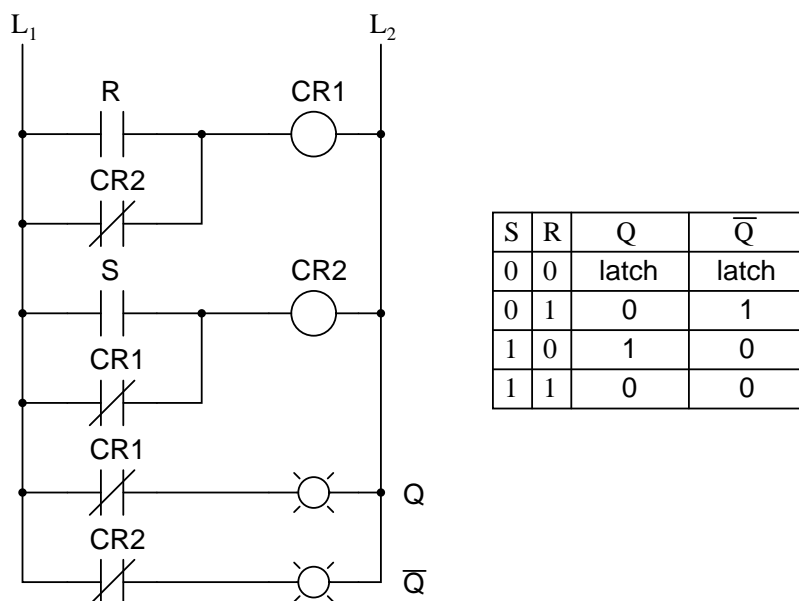 L₁ L₂
R CR1
CR2
S CR2
CR1
CR1
Q
CR2
Q̅
S R Q Q̅
0 0 latch latch
0 1 0 1
1 0 1 0
1 1 0 0